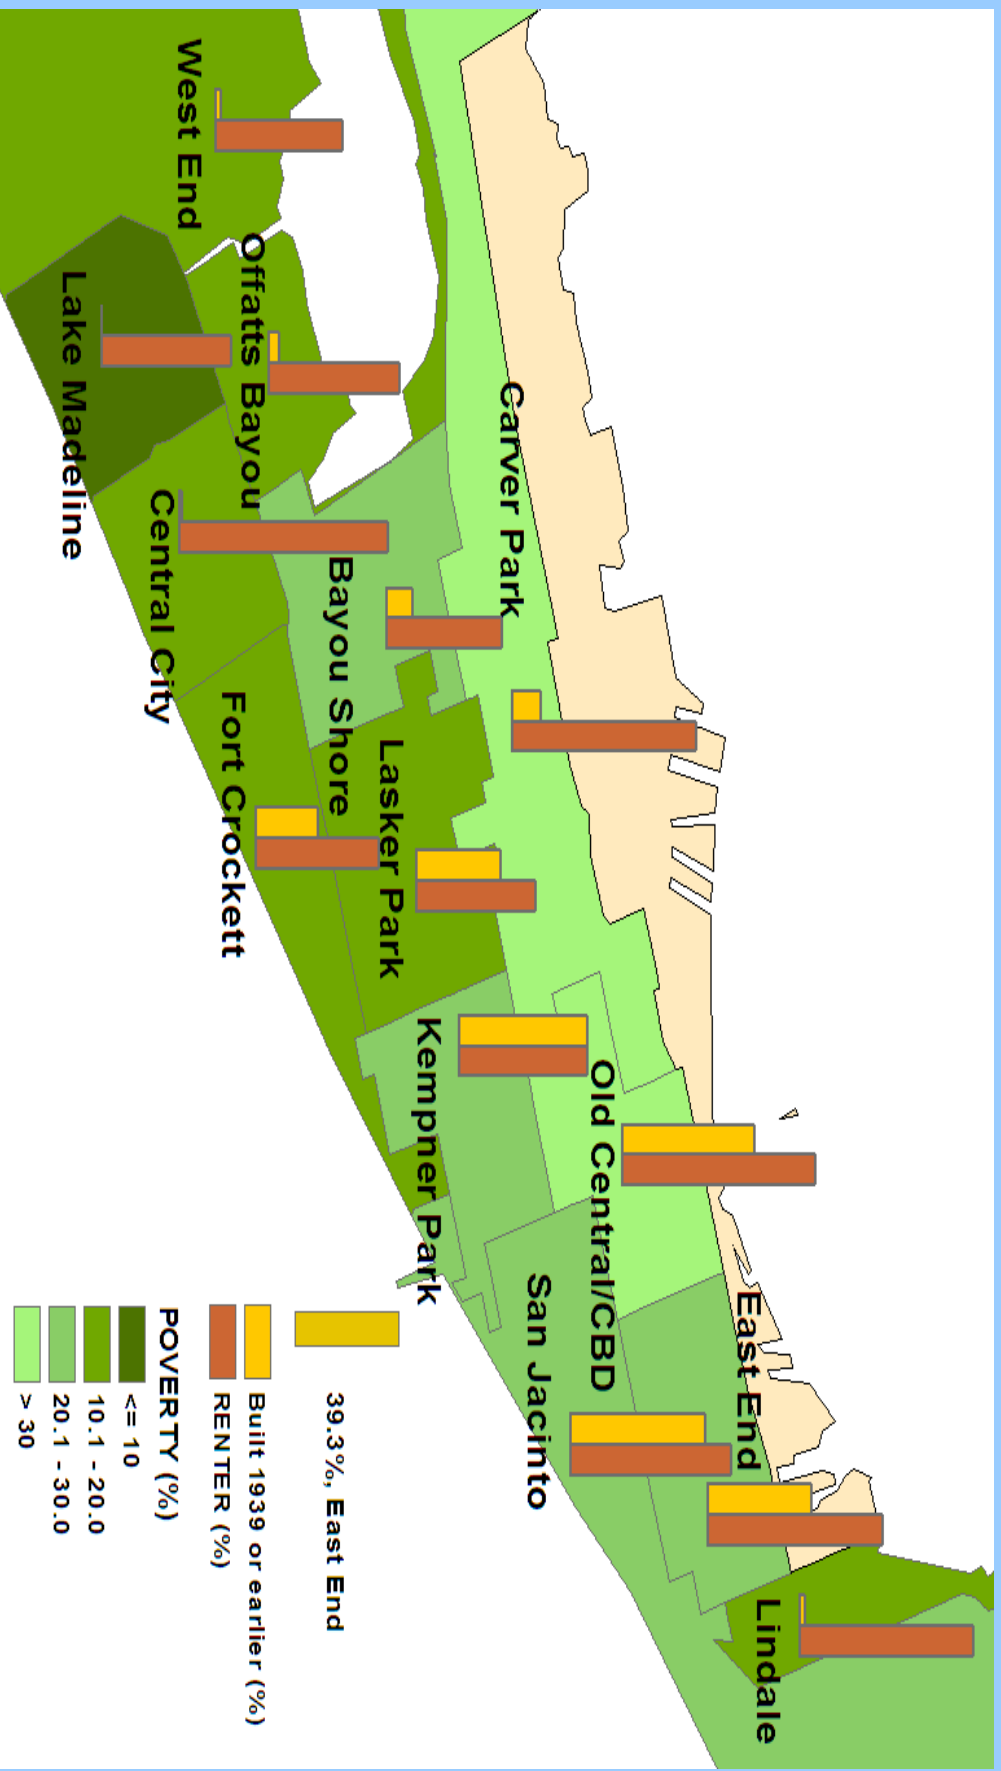 West End
Offatts Bayou
Lake Madeline
Carver Park
Central City
Bayou Shore
Fort Crockett
Lasker Park
Kempner Park
Old Central/CBD
San Jacinto
East End
Lindale
39.3%, East End
Built 1939 or earlier (%)
RENTER (%)
POVERTY (%)
<= 10
10.1 - 20.0
20.1 - 30.0
> 30